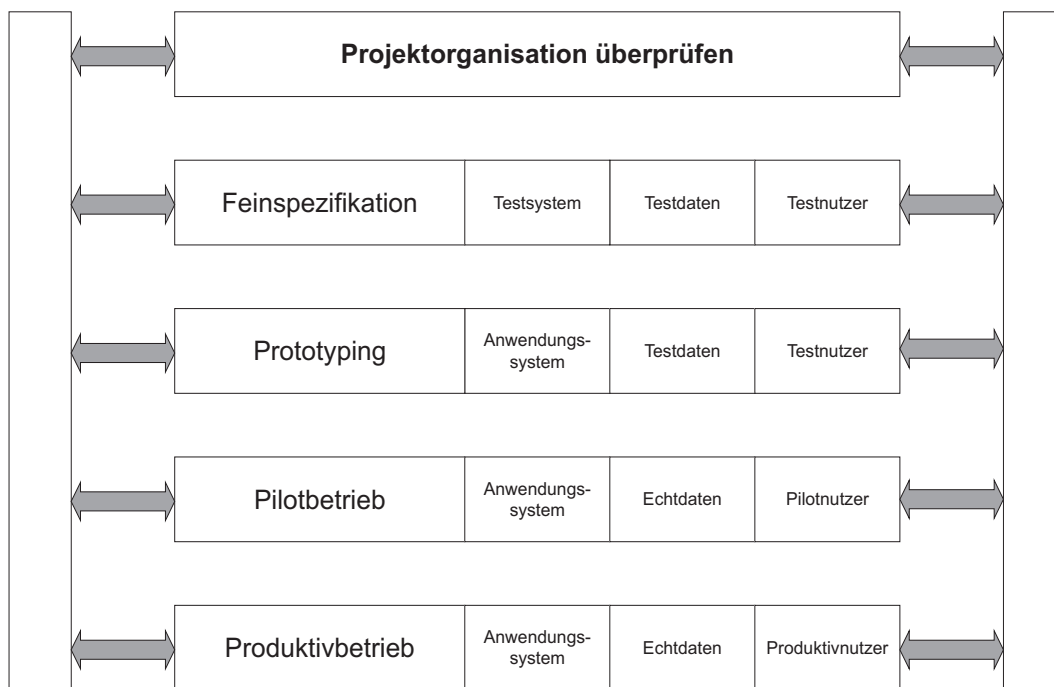 Projektorganisation überprüfen
Feinspezifikation
Testsystem
Testdaten
Testnutzer
Prototyping
Anwendungs-
system
Testdaten
Testnutzer
Pilotbetrieb
Anwendungs-
system
Echtdaten
Pilotnutzer
Produktivbetrieb
Anwendungs-
system
Echtdaten
Produktivnutzer